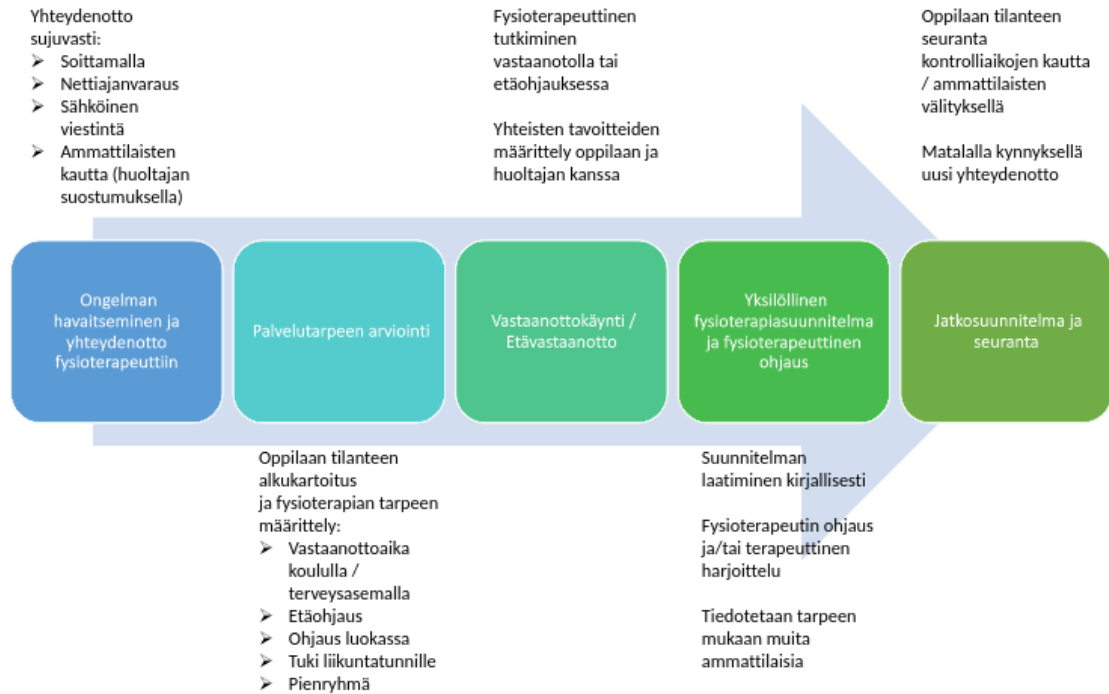 Yhteydenotto
sujuvasti:
➢ Soittamalla
➢ Nettiajanvaraus
➢ Sähköinen
viestintä
➢ Ammattilaisten
kautta (huoltajan
suostumuksella)
Fysioterapeuttinen
tutkiminen
vastaanotolla tai
etäohjauksessa
Yhteisten tavoitteiden
määrittely oppilaan ja
huoltajan kanssa
Oppilaan tilanteen
seuranta
kontrolliaikojen kautta
/ ammattilaisten
välityksellä
Matalalla kynnyksellä
uusi yhteydenotto
Ongelman
havaitseminen ja
yhteydenotto
fysioterapeuttiin
Palvelutarpeen arviointi
Vastaanottokäynti /
Etävastaanotto
Yksilöllinen
fysioterapiasuunnitelma
ja fysioterapeuttinen
ohjaus
Jatkosuunnitelma ja
seuranta
Oppilaan tilanteen
alkukartoitus
ja fysioterapian tarpeen
määrittely:
➢ Vastaanottoaika
koululla /
terveysasemalla
➢ Etäohjaus
➢ Ohjaus luokassa
➢ Tuki liikuntatunnille
➢ Pienryhmä
Suunnitelman
laatiminen kirjallisesti
Fysioterapeutin ohjaus
ja/tai terapeuttinen
harjoittelu
Tiedotetaan tarpeen
mukaan muita
ammattilaisia